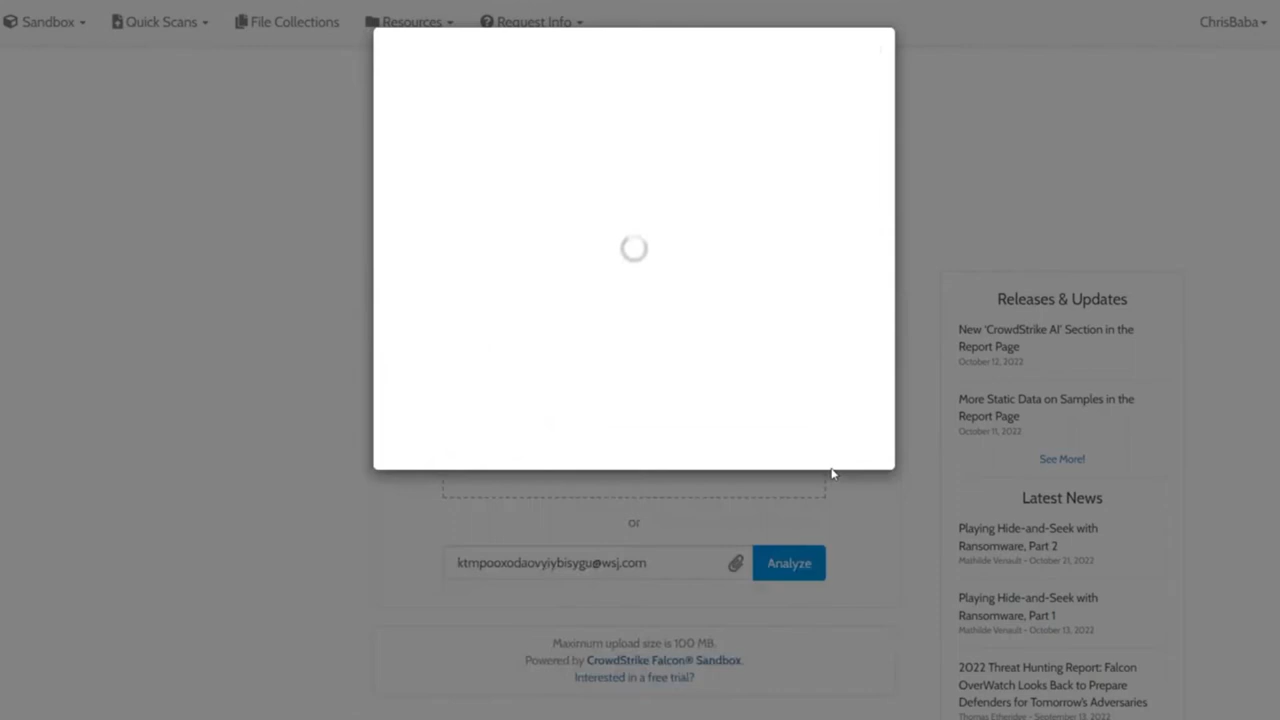 Sandbox
Quick Scans
File Collections
Resources
Request Info
ChrisBaba
or
ktmpooxodaovyiybisygu@wsj.com
Analyze
Maximum upload size is 100 MB.
Powered by CrowdStrike Falcon® Sandbox.
Interested in a free trial?
Releases & Updates
New 'CrowdStrike AI' Section in the
Report Page
October 12, 2022
More Static Data on Samples in the
Report Page
October 11, 2022
See More!
Latest News
Playing Hide-and-Seek with
Ransomware, Part 2
Mathilde Venault - October 21, 2022
Playing Hide-and-Seek with
Ransomware, Part 1
Mathilde Venault - October 13, 2022
2022 Threat Hunting Report: Falcon
OverWatch Looks Back to Prepare
Defenders for Tomorrow's Adversaries
Thomas Etheridge - September 13, 2022